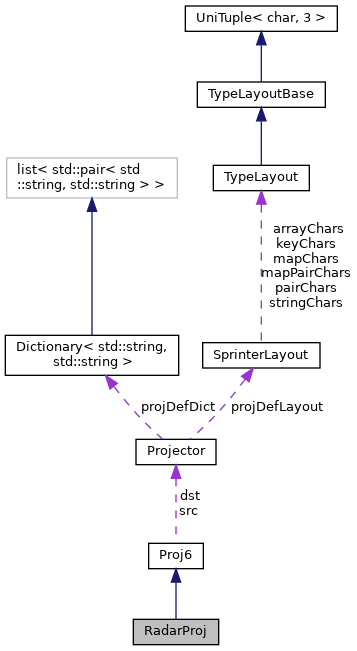 UniTuple< char, 3 >
TypeLayoutBase
list< std::pair< std
::string, std::string > >
TypeLayout
arrayChars
keyChars
mapChars
mapPairChars
pairChars
stringChars
Dictionary< std::string,
std::string >
SprinterLayout
projDefDict
projDefLayout
Projector
dst
src
Proj6
RadarProj